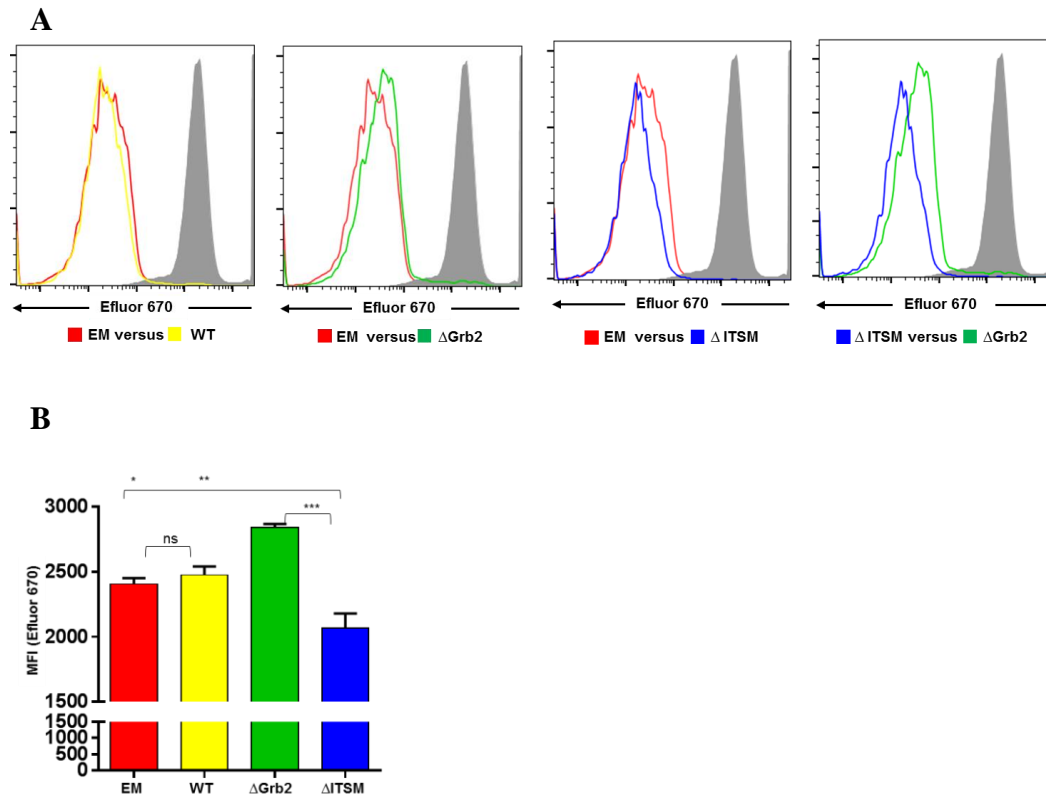 A
Efluor 670
Efluor 670
Efluor 670
Efluor 670
EM versus WT
EM versus ΔGrb2
EM versus Δ ITSM
Δ ITSM versus ΔGrb2
B
* **
***
ns
3000
2500
2000
1500
1500
1000
500
0
MFI (Efluor 670)
EM WT ΔGrb2 ΔITSM